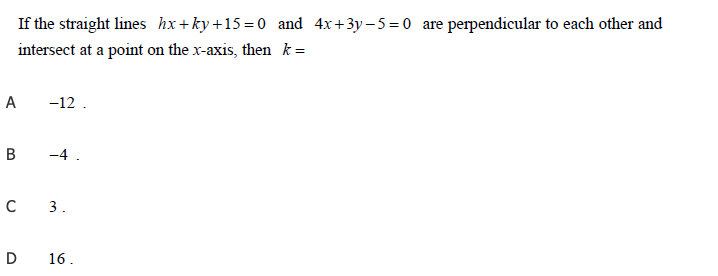 If the straight lines hx+ky+15=0 and 4x+3y−5=0 are perpendicular to each other and
intersect at a point on the x-axis, then k =
A −12 .
B −4 .
C 3 .
D 16 .